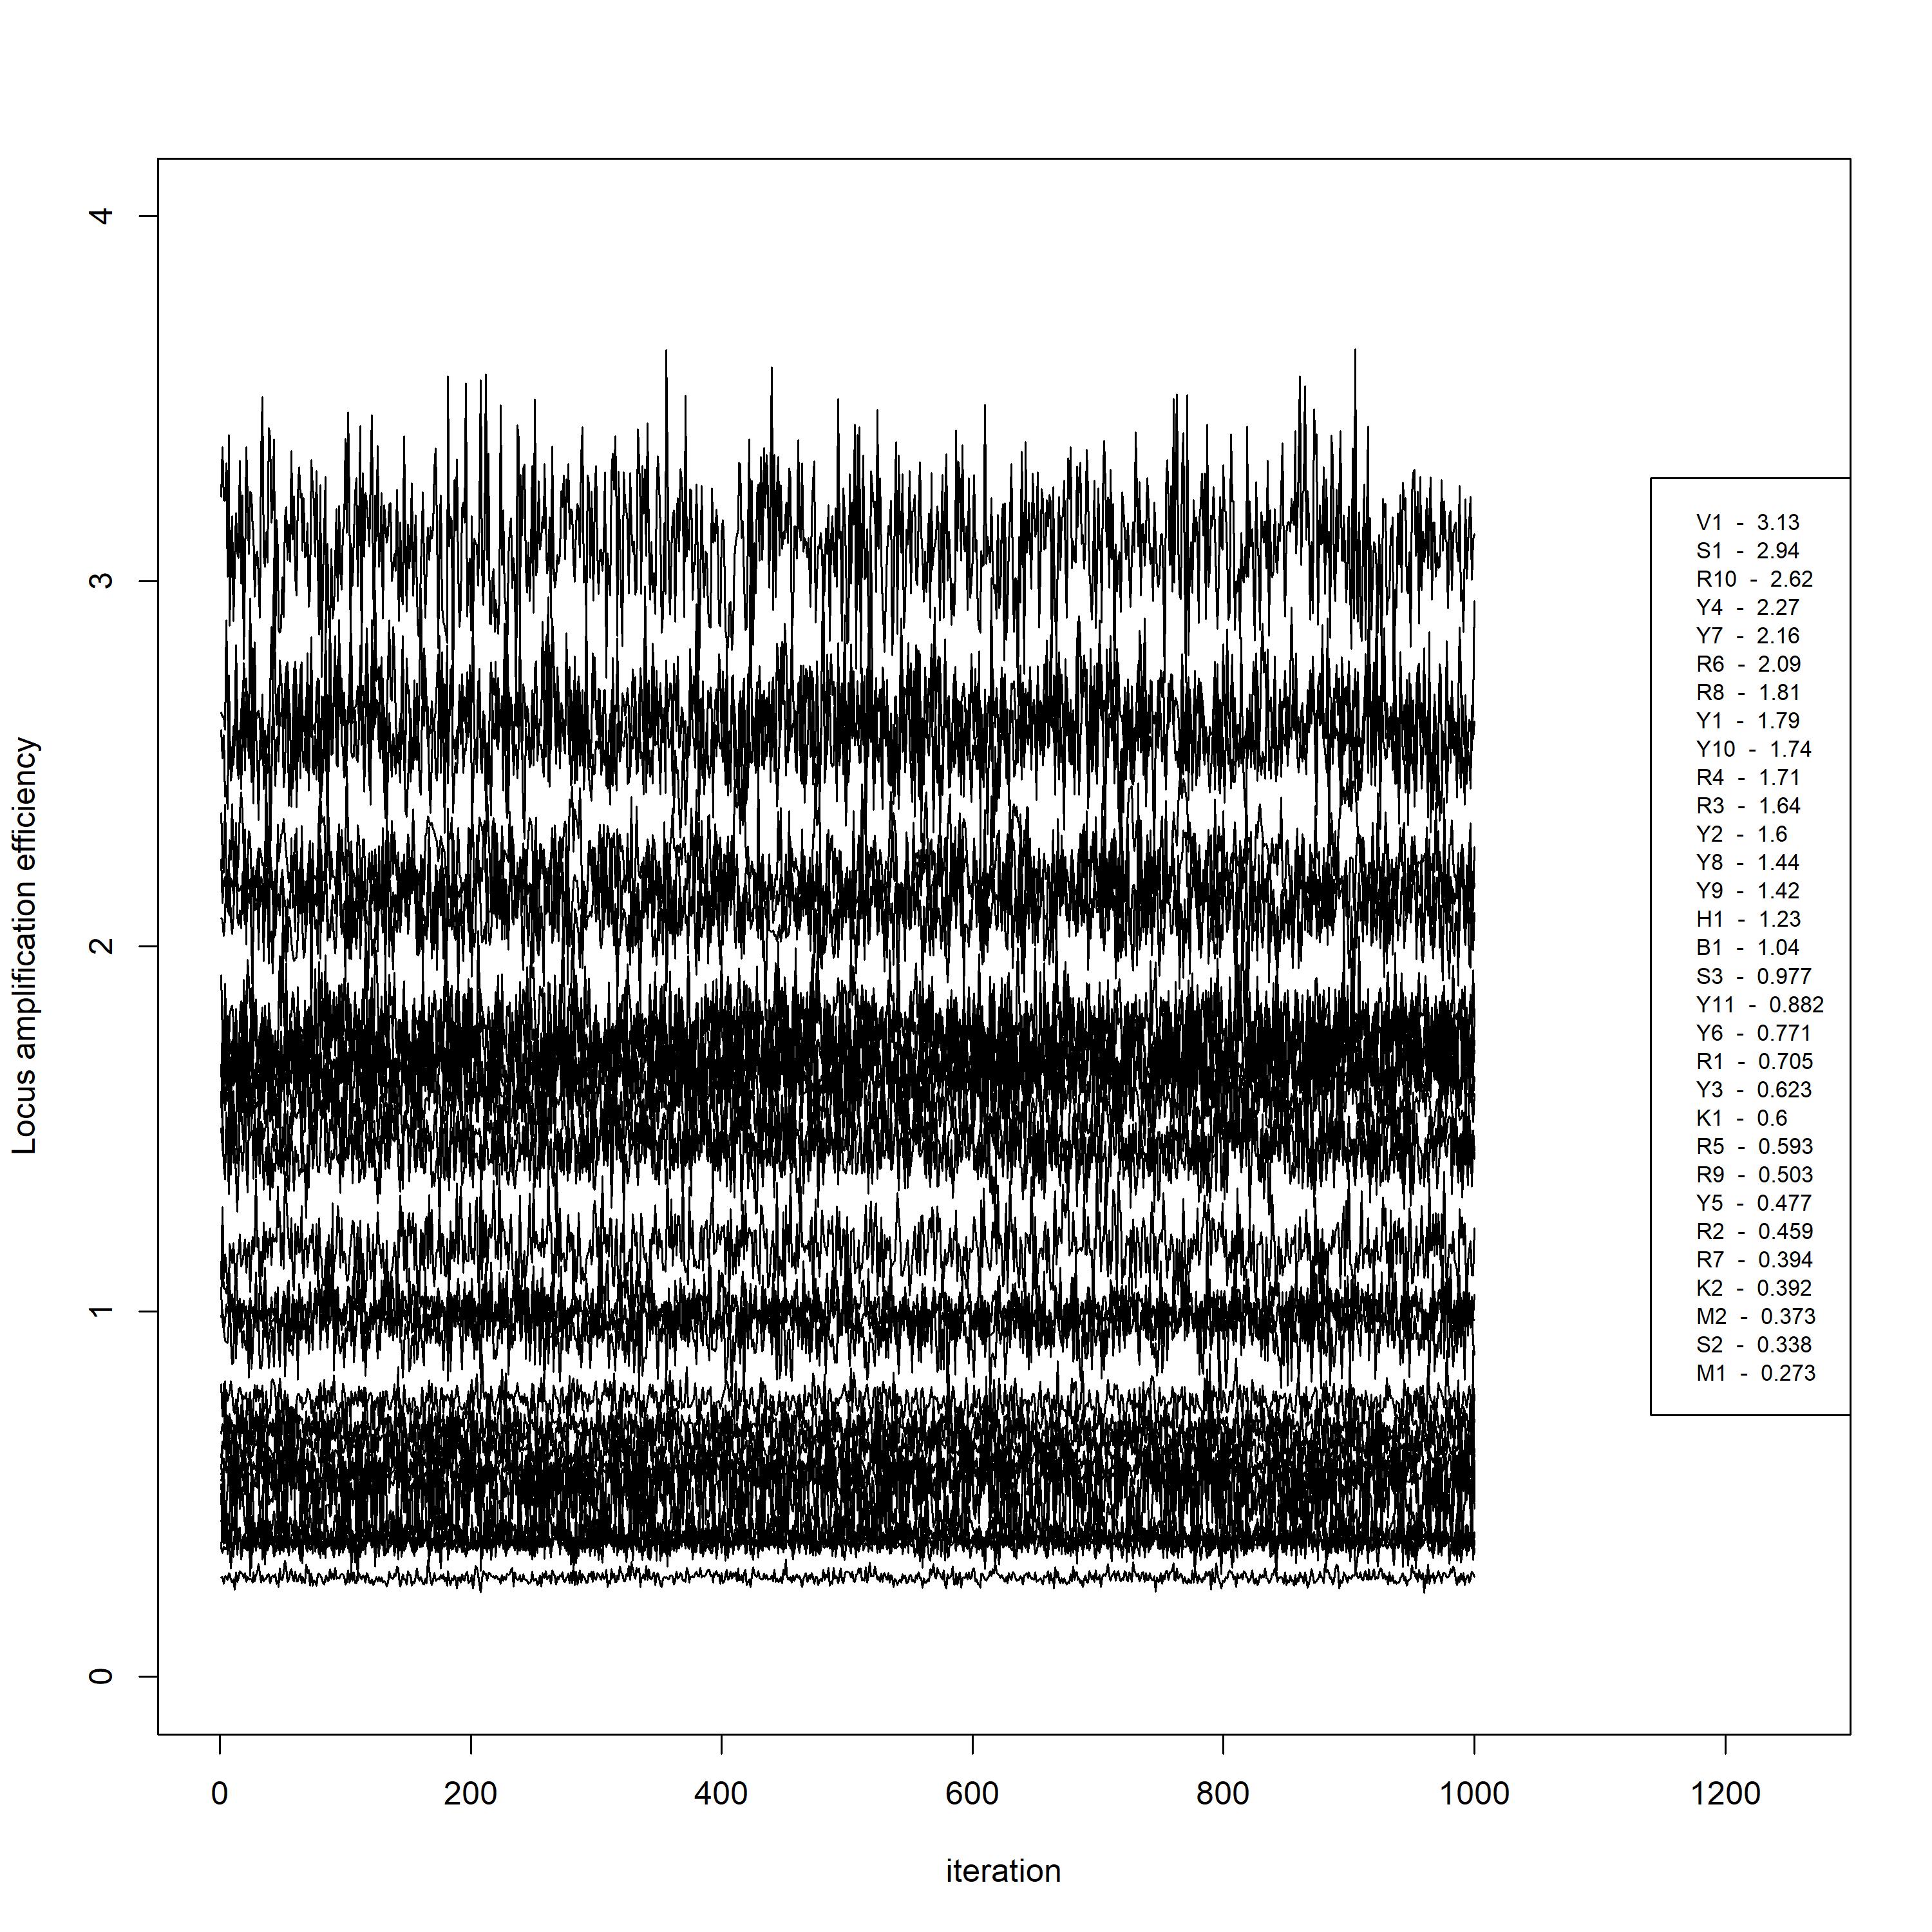 Locus amplification efficiency
4
3
2
1
0
0 200 400 600 800 1000 1200
iteration
V1 - 3.13
S1 - 2.94
R10 - 2.62
Y4 - 2.27
Y7 - 2.16
R6 - 2.09
R8 - 1.81
Y1 - 1.79
Y10 - 1.74
R4 - 1.71
R3 - 1.64
Y2 - 1.6
Y8 - 1.44
Y9 - 1.42
H1 - 1.23
B1 - 1.04
S3 - 0.977
Y11 - 0.882
Y6 - 0.771
R1 - 0.705
Y3 - 0.623
K1 - 0.6
R5 - 0.593
R9 - 0.503
Y5 - 0.477
R2 - 0.459
R7 - 0.394
K2 - 0.392
M2 - 0.373
S2 - 0.338
M1 - 0.273